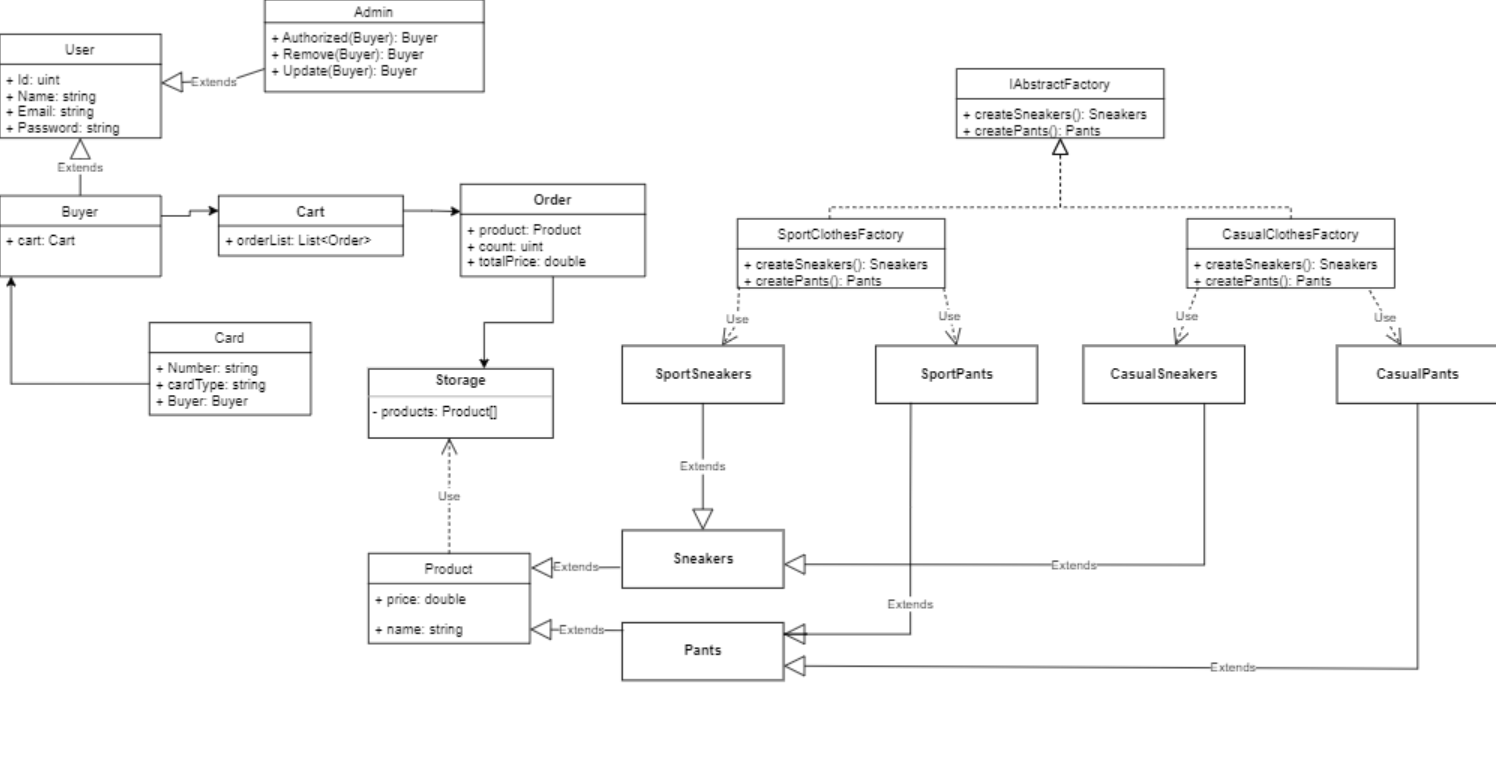 Admin
+ Authorized(Buyer): Buyer
+ Remove(Buyer): Buyer
+ Update(Buyer): Buyer
User
+ Id: uint
+ Name: string
+ Email: string
+ Password: string
Extends
Extends
Buyer
+ cart: Cart
Cart
+ orderList: List<Order>
Order
+ product: Product
+ count: uint
+ totalPrice: double
Card
+ Number: string
+ cardType: string
+ Buyer: Buyer
Storage
- products: Product[]
Use
Product
+ price: double
+ name: string
IAbstractFactory
+ createSneakers(): Sneakers
+ createPants(): Pants
SportClothesFactory
+ createSneakers(): Sneakers
+ createPants(): Pants
CasualClothesFactory
+ createSneakers(): Sneakers
+ createPants(): Pants
Use
Use
Use
Use
SportSneakers
SportPants
CasualSneakers
CasualPants
Extends
Sneakers
Extends
Extends
Extends
Extends
Pants
Extends